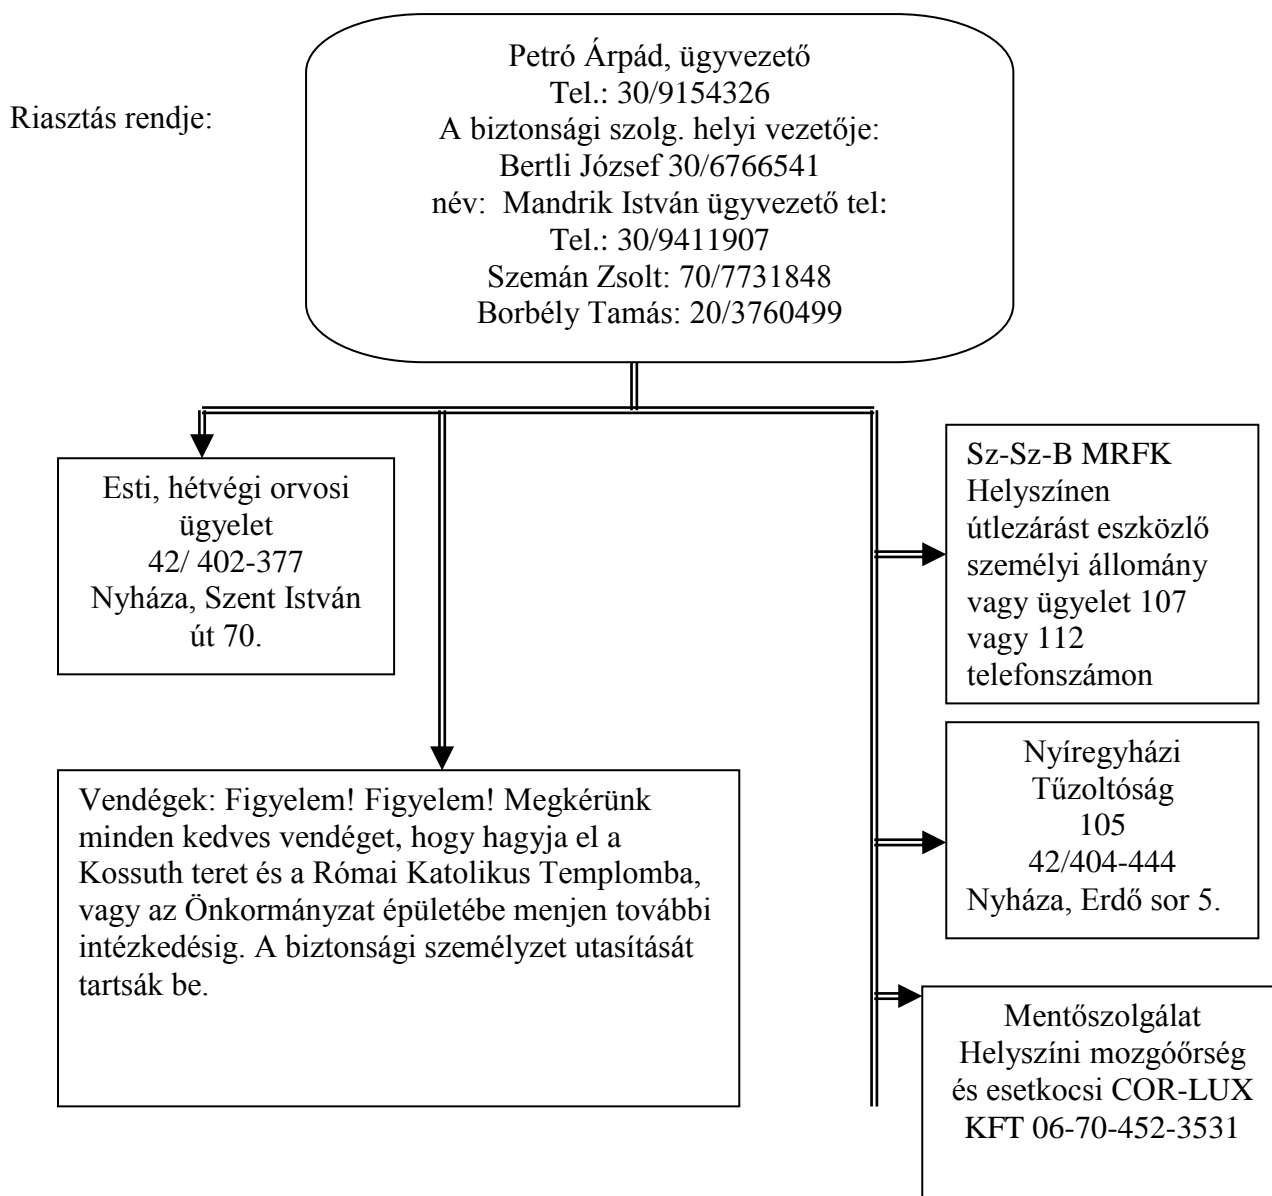 Riasztás rendje:
Petró Árpád, ügyvezető
Tel.: 30/9154326
A biztonsági szolg. helyi vezetője:
Bertli József 30/6766541
név:  Mandrik István ügyvezető tel:
Tel.: 30/9411907
Szemán Zsolt: 70/7731848
Borbély Tamás: 20/3760499
Esti, hétvégi orvosi
ügyelet
42/ 402-377
Nyháza, Szent István
út 70.
Sz-Sz-B MRFK
Helyszínen
útlezárást eszközlő
személyi állomány
vagy ügyelet 107
vagy 112
telefonszámon
Vendégek: Figyelem! Figyelem! Megkérünk
minden kedves vendéget, hogy hagyja el a
Kossuth teret és a Római Katolikus Templomba,
vagy az Önkormányzat épületébe menjen további
intézkedésig. A biztonsági személyzet utasítását
tartsák be.
Nyíregyházi
Tűzoltóság
105
42/404-444
Nyháza, Erdő sor 5.
Mentőszolgálat
Helyszíni mozgóőrség
és esetkocsi COR-LUX
KFT 06-70-452-3531